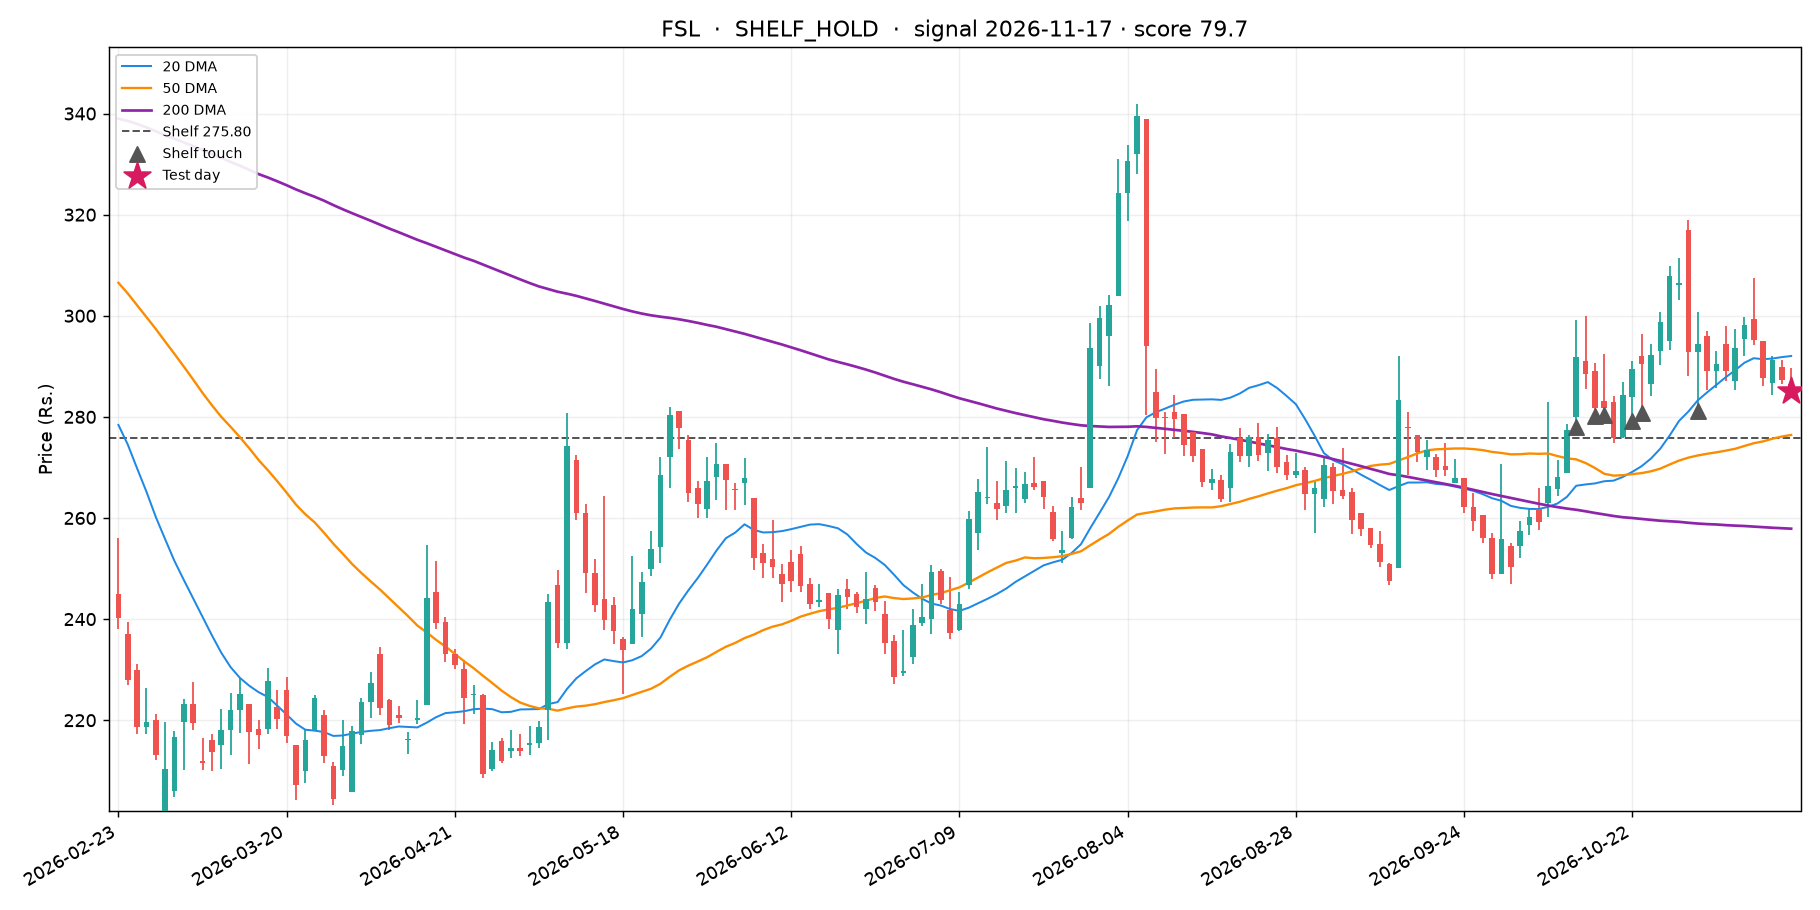 FSL · SHELF_HOLD · signal 2026-11-17 · score 79.7
20 DMA
50 DMA
200 DMA
Shelf 275.80
Shelf touch
Test day
Price (Rs.)
340
320
300
280
260
240
220
2026-02-23
2026-03-20
2026-04-21
2026-05-18
2026-06-12
2026-07-09
2026-08-04
2026-08-28
2026-09-24
2026-10-22